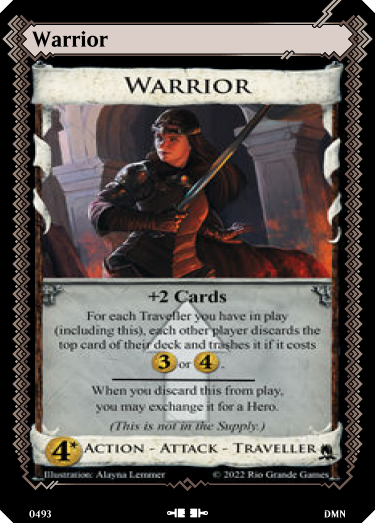 Warrior
WARRIOR
+2 Cards
For each Traveller you have in play
(including this), each other player discards the
top card of their deck and trashes it if it costs
3 or 4.
When you discard this from play,
you may exchange it for a Hero.
(This is not in the Supply.)
4* ACTION - ATTACK - TRAVELLER
Illustration: Alayna Lemmer © 2022 Rio Grande Games
0493 DMN